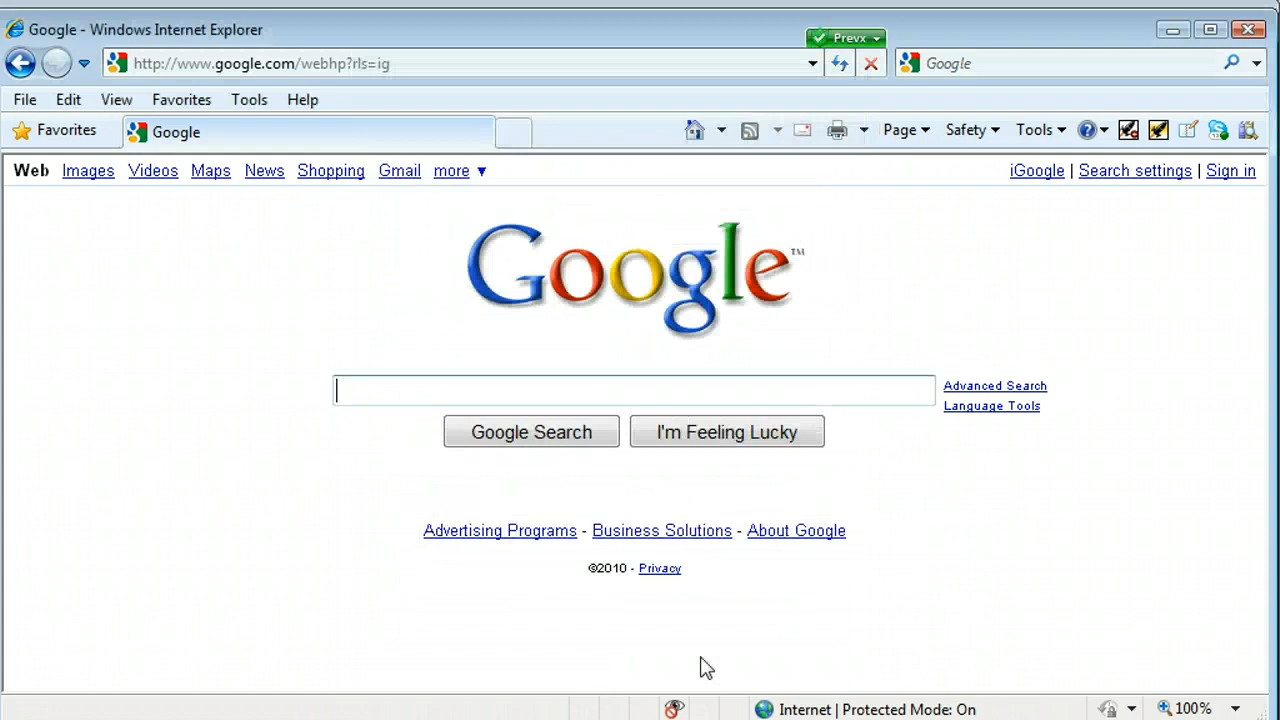 Google - Windows Internet Explorer
Prevx
http://www.google.com/webhp?rls=ig
Google
File Edit View Favorites Tools Help
Favorites Google Page Safety Tools
Web Images Videos Maps News Shopping Gmail more ▼ iGoogle | Search settings | Sign in
Google™
Advanced Search
Language Tools
Google Search I'm Feeling Lucky
Advertising Programs - Business Solutions - About Google
©2010 - Privacy
Internet | Protected Mode: On 100%